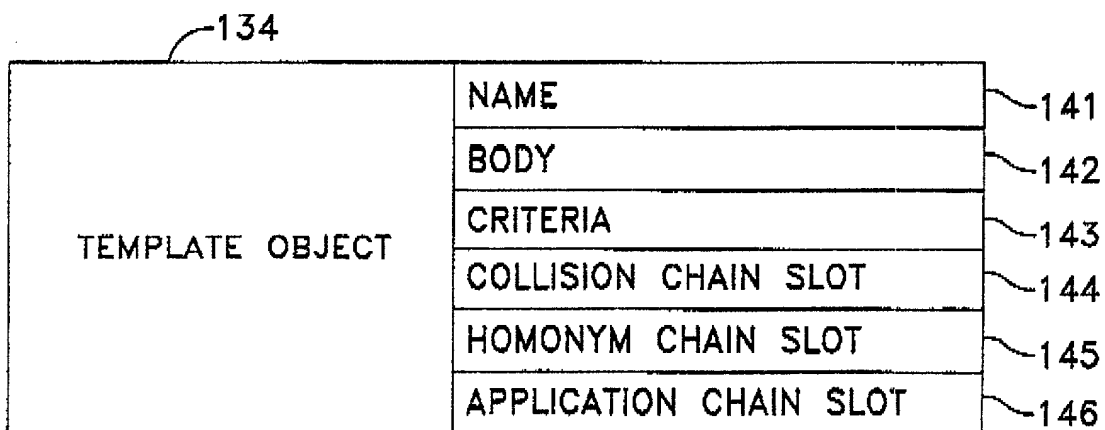 134
NAME 141
BODY 142
CRITERIA 143
TEMPLATE OBJECT
COLLISION CHAIN SLOT 144
HOMONYM CHAIN SLOT 145
APPLICATION CHAIN SLOT 146